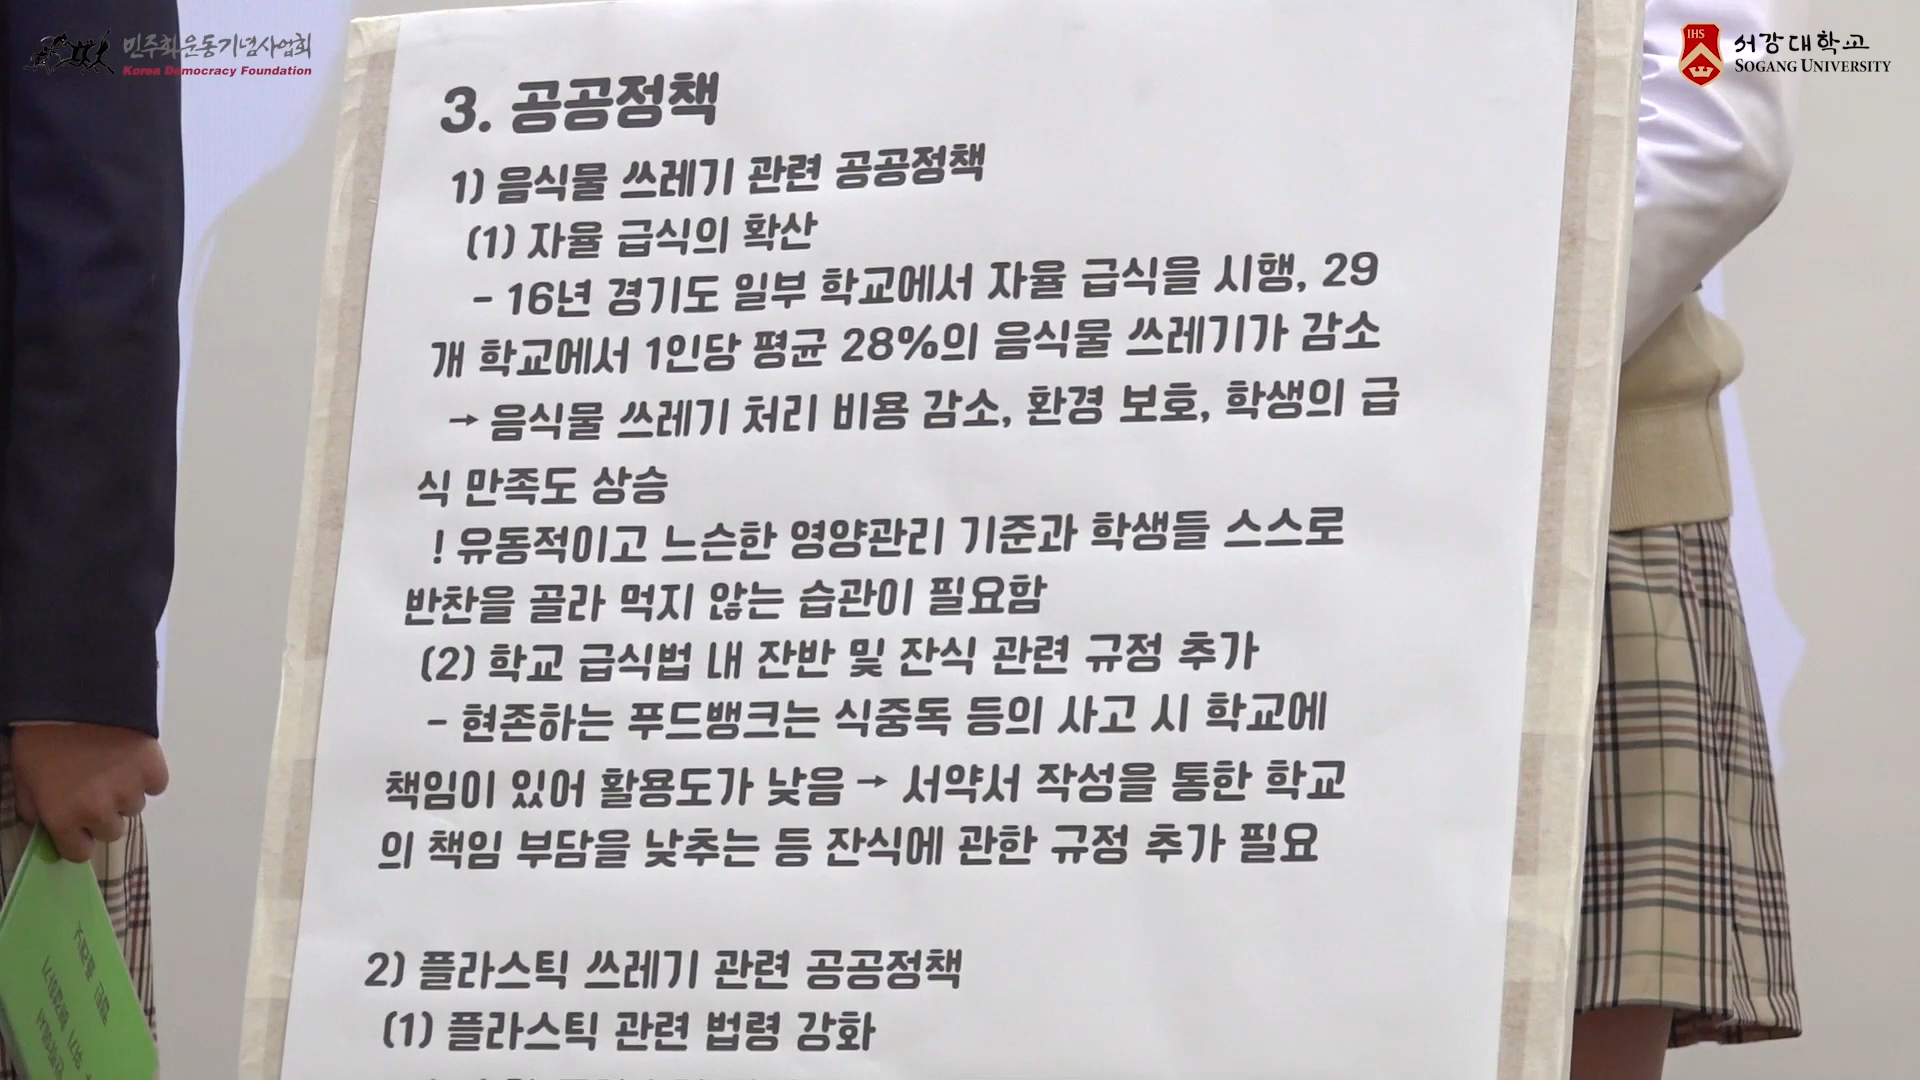 민주화운동기념사업회
Korea Democracy Foundation
IHS
서강대학교
SOGANG UNIVERSITY
3. 공공정책
1) 음식물 쓰레기 관련 공공정책
(1) 자율 급식의 확산
- 16년 경기도 일부 학교에서 자율 급식을 시행, 29
개 학교에서 1인당 평균 28%의 음식물 쓰레기가 감소
→ 음식물 쓰레기 처리 비용 감소, 환경 보호, 학생의 급
식 만족도 상승
! 유동적이고 느슨한 영양관리 기준과 학생들 스스로
반찬을 골라 먹지 않는 습관이 필요함
(2) 학교 급식법 내 잔반 및 잔식 관련 규정 추가
- 현존하는 푸드뱅크는 식중독 등의 사고 시 학교에
책임이 있어 활용도가 낮음 → 서약서 작성을 통한 학교
의 책임 부담을 낮추는 등 잔식에 관한 규정 추가 필요
2) 플라스틱 쓰레기 관련 공공정책
(1) 플라스틱 관련 법령 강화